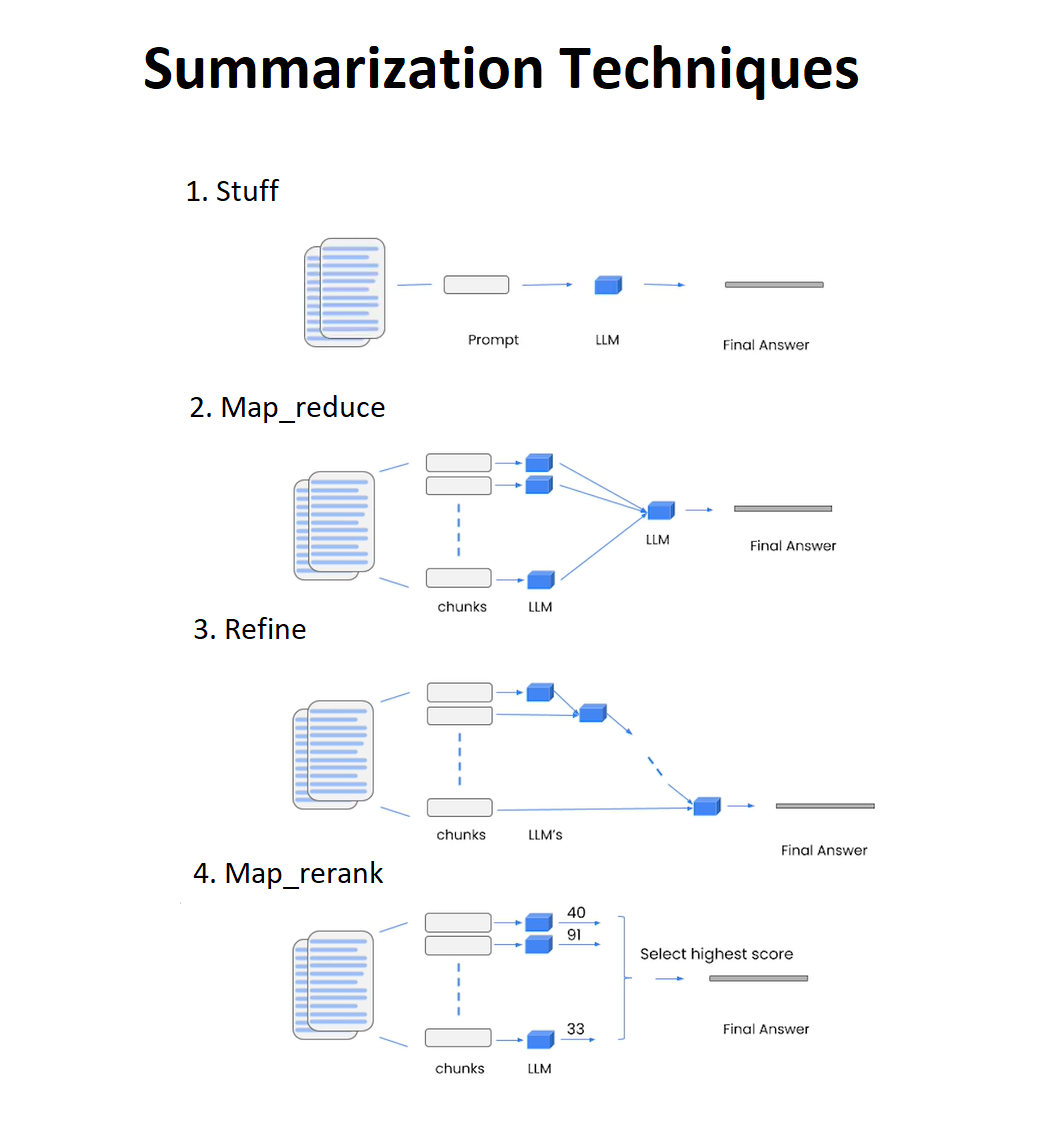 Summarization Techniques
1. Stuff
Prompt
LLM
Final Answer
2. Map_reduce
LLM
Final Answer
chunks
LLM
3. Refine
chunks
LLM's
Final Answer
4. Map_rerank
40
91
Select highest score
33
Final Answer
chunks
LLM